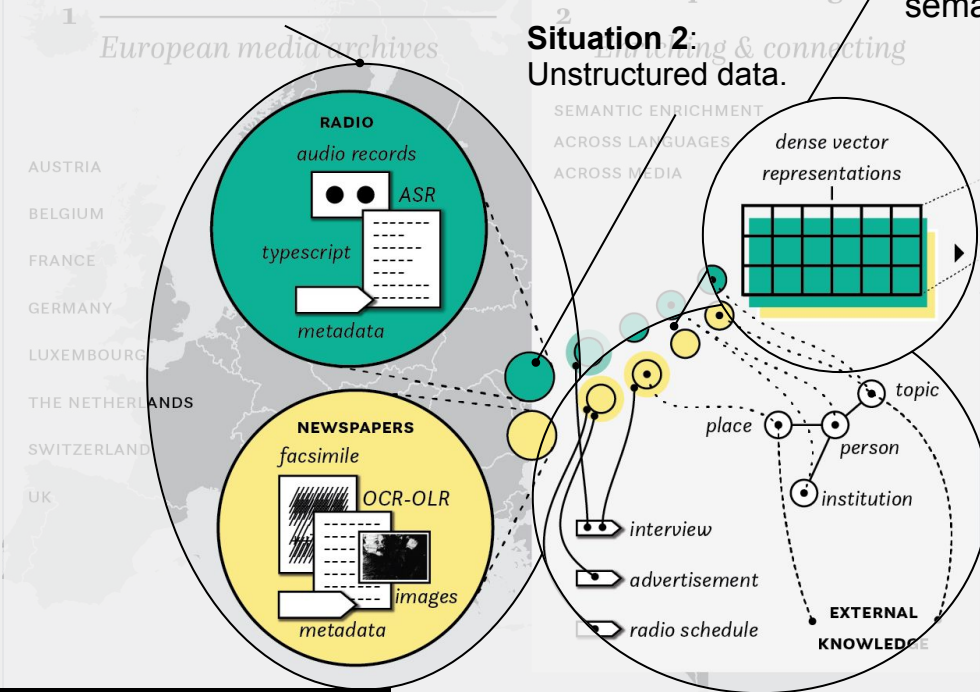 1
European media archives
2
Enriching & connecting
sema
Situation 2:
Unstructured data.
SEMANTIC ENRICHMENT
ACROSS LANGUAGES
ACROSS MEDIA
AUSTRIA
BELGIUM
FRANCE
GERMANY
LUXEMBOURG
THE NETHERLANDS
SWITZERLAND
UK
RADIO
audio records
ASR
typescript
metadata
NEWSPAPERS
facsimile
OCR-OLR
images
metadata
dense vector
representations
topic
place
person
institution
interview
advertisement
radio schedule
EXTERNAL
KNOWLEDGE